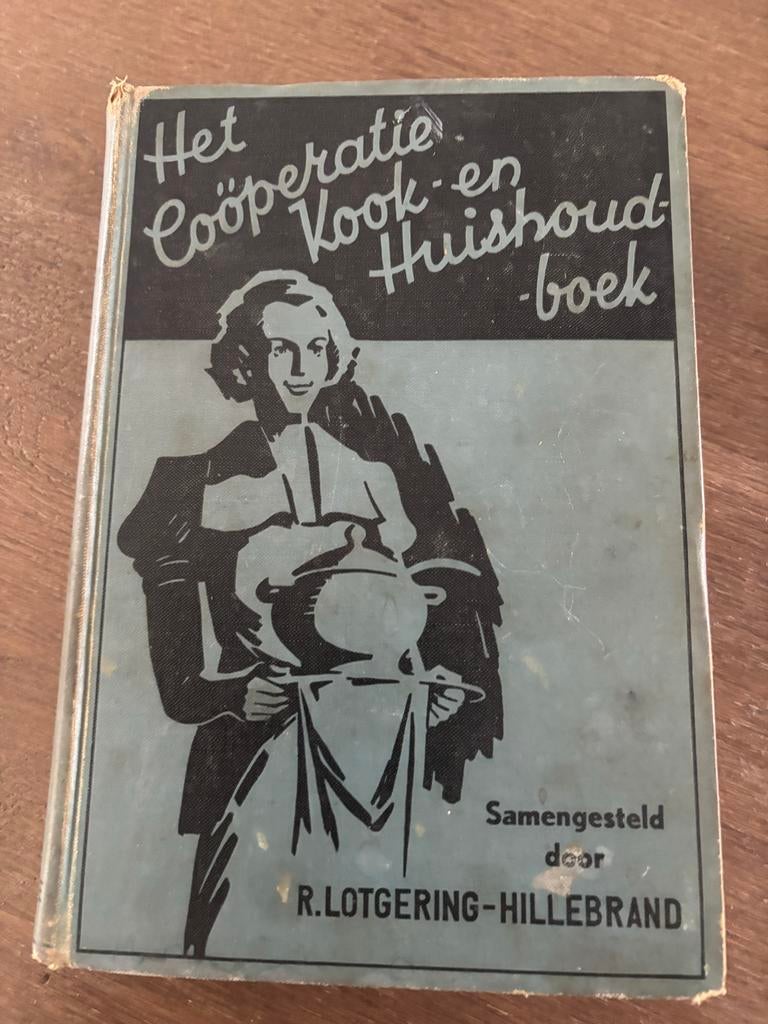 Het
Coöperatie
Kook- en
Huishoud-
-boek
Samengesteld
door
R. LOTGERING-HILLEBRAND